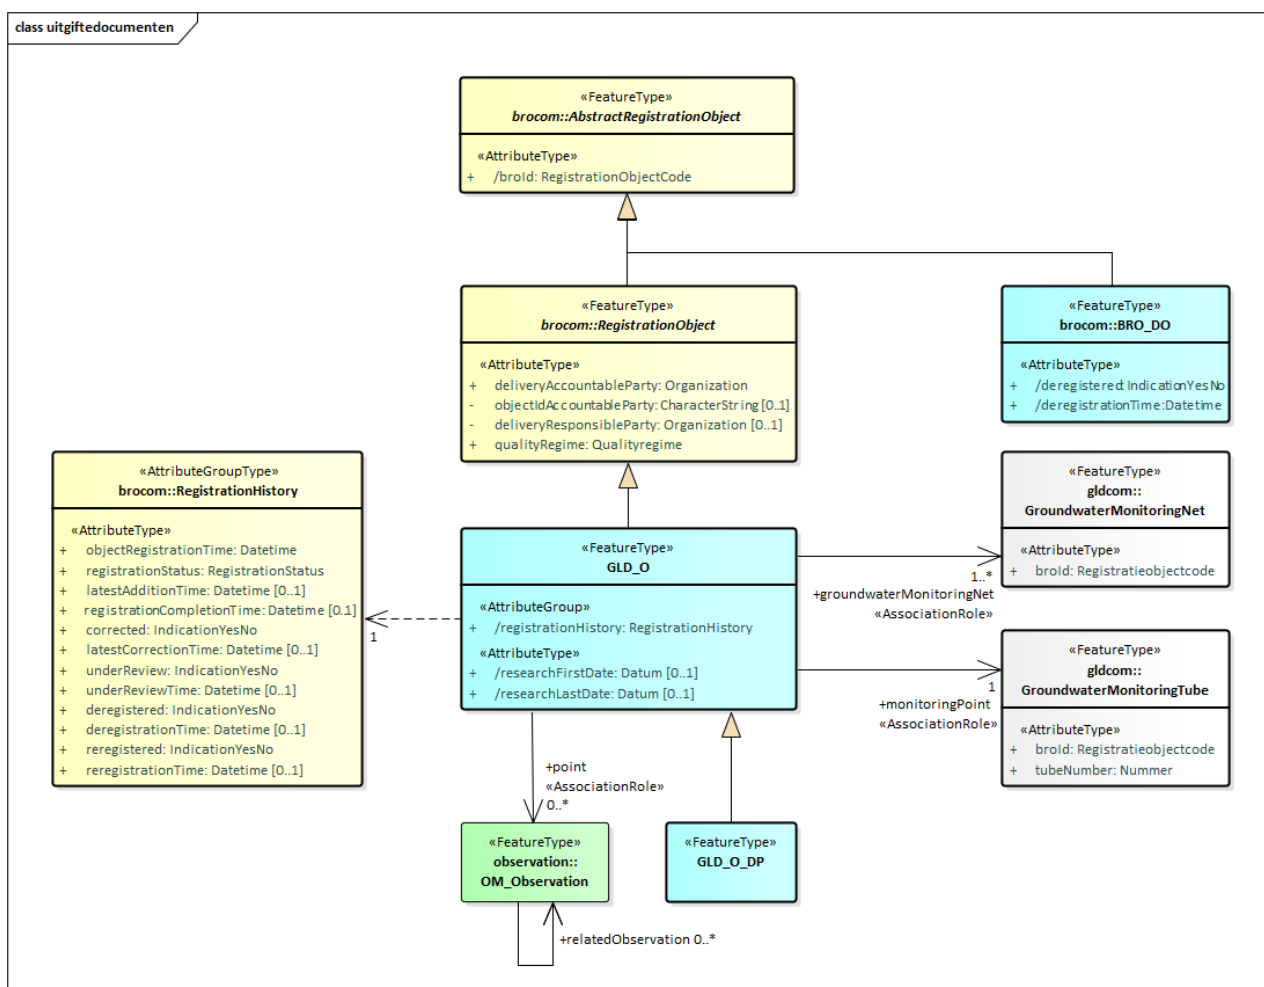 class uitgiftedocumenten
«FeatureType»
brocom::AbstractRegistrationObject
«AttributeType»
+ /broId: RegistrationObjectCode
«FeatureType»
brocom::RegistrationObject
«AttributeType»
+ deliveryAccountableParty: Organization
- objectIdAccountableParty: CharacterString [0..1]
- deliveryResponsibleParty: Organization [0..1]
+ qualityRegime: Qualityregime
«FeatureType»
brocom::BRO_DO
«AttributeType»
+ /deregistered:IndicationYesNo
+ /deregistrationTime:Datetime
«AttributeGroupType»
brocom::RegistrationHistory
«AttributeType»
+ objectRegistrationTime: Datetime
+ registrationStatus: RegistrationStatus
+ latestAdditionTime: Datetime [0..1]
+ registrationCompletionTime: Datetime [0.1]
+ corrected: IndicationYesNo
+ latestCorrectionTime: Datetime [0..1]
+ underReview: IndicationYesNo
+ underReviewTime: Datetime [0..1]
+ deregistered: IndicationYesNo
+ deregistrationTime: Datetime [0..1]
+ reregistered: IndicationYesNo
+ reregistrationTime: Datetime [0..1]
1
«FeatureType»
GLD_O
«AttributeGroup»
+ /registrationHistory: RegistrationHistory
«AttributeType»
+ /researchFirstDate: Datum [0..1]
+ /researchLastDate: Datum [0..1]
«FeatureType»
gldcom::
GroundwaterMonitoringNet
«AttributeType»
+ broId: Registratieobjectcode
1..*
+groundwaterMonitoringNet
«AssociationRole»
«FeatureType»
gldcom::
GroundwaterMonitoringTube
«AttributeType»
+ broId: Registratieobjectcode
+ tubeNumber: Nummer
1
+monitoringPoint
«AssociationRole»
+point
«AssociationRole»
0..*
«FeatureType»
observation::
OM_Observation
«FeatureType»
GLD_O_DP
+relatedObservation 0..*